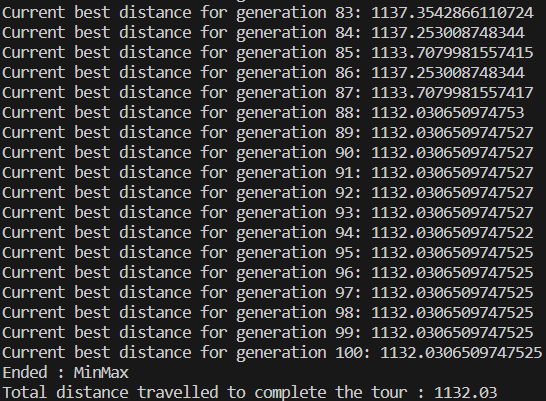 Current best distance for generation 83: 1137.3542866110724
Current best distance for generation 84: 1137.253008748344
Current best distance for generation 85: 1133.7079981557415
Current best distance for generation 86: 1137.253008748344
Current best distance for generation 87: 1133.7079981557417
Current best distance for generation 88: 1132.030650974753
Current best distance for generation 89: 1132.0306509747527
Current best distance for generation 90: 1132.0306509747527
Current best distance for generation 91: 1132.0306509747527
Current best distance for generation 92: 1132.0306509747527
Current best distance for generation 93: 1132.0306509747527
Current best distance for generation 94: 1132.0306509747522
Current best distance for generation 95: 1132.0306509747525
Current best distance for generation 96: 1132.0306509747525
Current best distance for generation 97: 1132.0306509747525
Current best distance for generation 98: 1132.0306509747525
Current best distance for generation 99: 1132.0306509747525
Current best distance for generation 100: 1132.0306509747525
Ended : MinMax
Total distance travelled to complete the tour : 1132.03